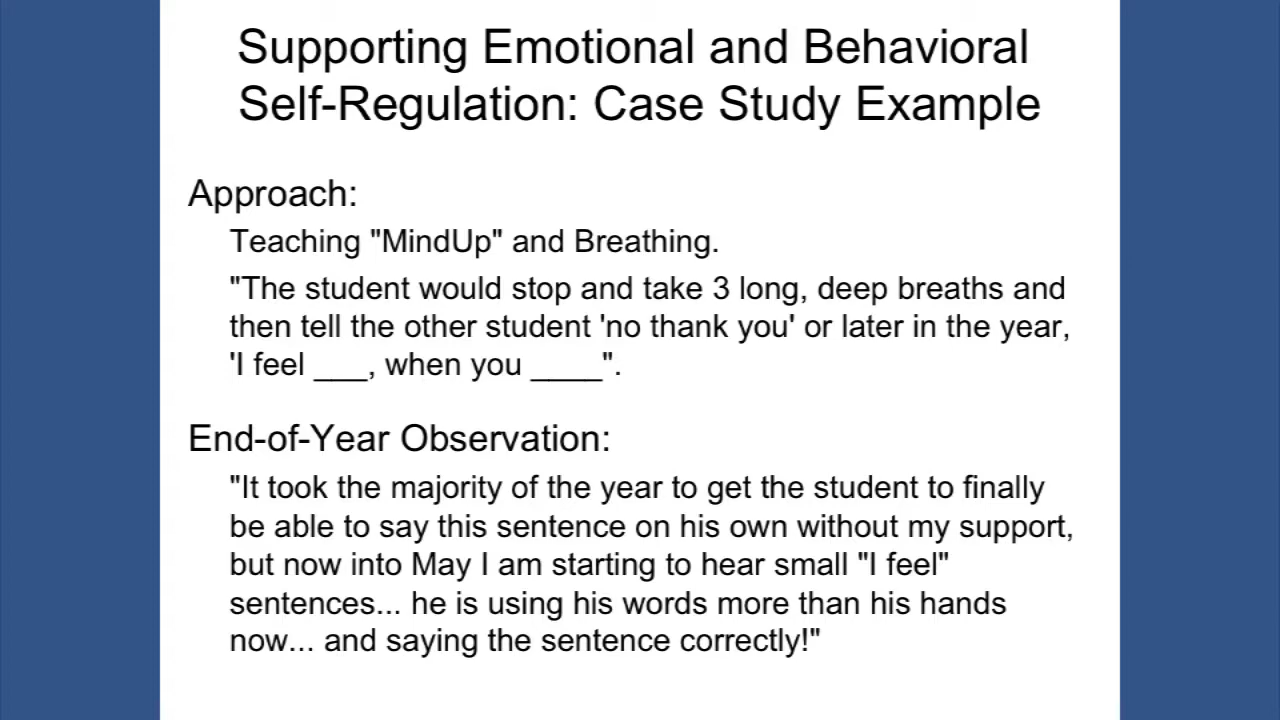 Supporting Emotional and Behavioral
Self-Regulation: Case Study Example
Approach:
Teaching "MindUp" and Breathing.
"The student would stop and take 3 long, deep breaths and
then tell the other student 'no thank you' or later in the year,
'I feel ___, when you ____".
End-of-Year Observation:
"It took the majority of the year to get the student to finally
be able to say this sentence on his own without my support,
but now into May I am starting to hear small "I feel"
sentences... he is using his words more than his hands
now... and saying the sentence correctly!"